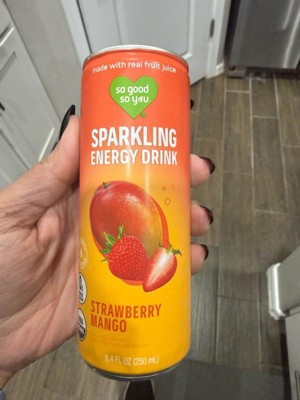 made with real fruit juice
so good
so you
SPARKLING
ENERGY DRINK
STRAWBERRY
MANGO
8.4 FL OZ (250 mL)